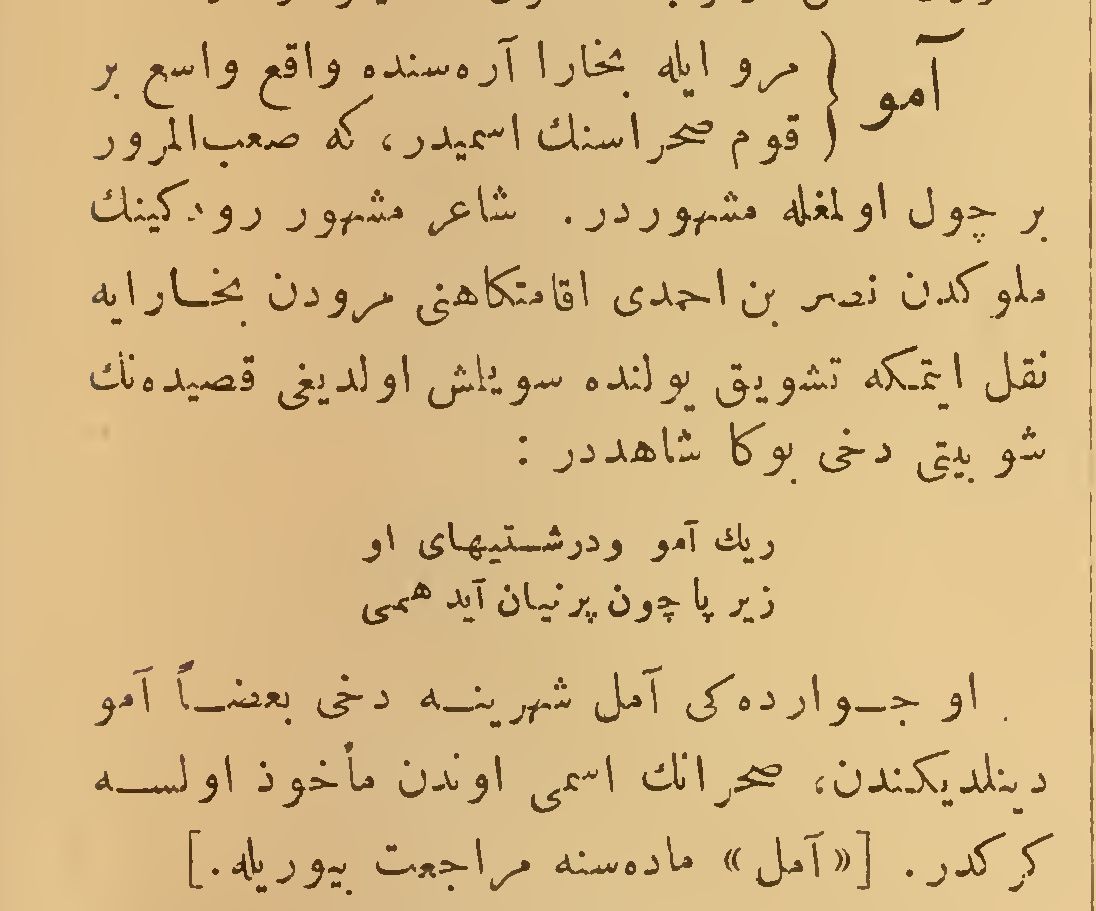 آمو { مرو ایله بخارا آره‌سنده واقع واسع بر
قوم صحراسنك اسمیدر، كه صعب‌المرور
بر چول اولمغله مشهوردر. شاعر مشهور رودكینك
ملوكدن نصر بن احمدی اقامتكاهنی مرودن بخارایه
نقل ایتمكه تشویق یولنده سویلمش اولدیغی قصیده‌نك
شو بیتی دخی بوكا شاهددر :
ریك آمو ودرشتیهای او
زیر پا چون پرنیان آید همی
او جوارده‌كی آمل شهرینه دخی بعضاً آمو
دینلدیكندن، صحرانك اسمی اوندن مأخوذ اولسه
كركدر. [«آمل» ماده‌سنه مراجعت بیوریله.]